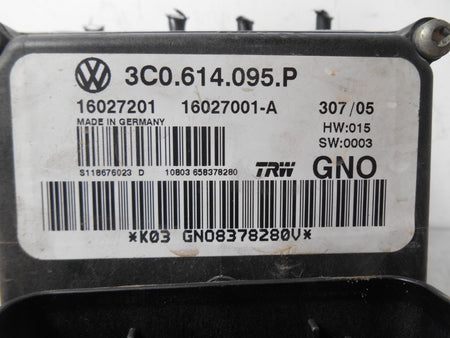 3C0.614.095.P
16027201 16027001-A 307/05
MADE IN GERMANY HW:015
SW:0003
S118676023 D 10803 658378280 TRW GNO
*K03 GNO8378280V*